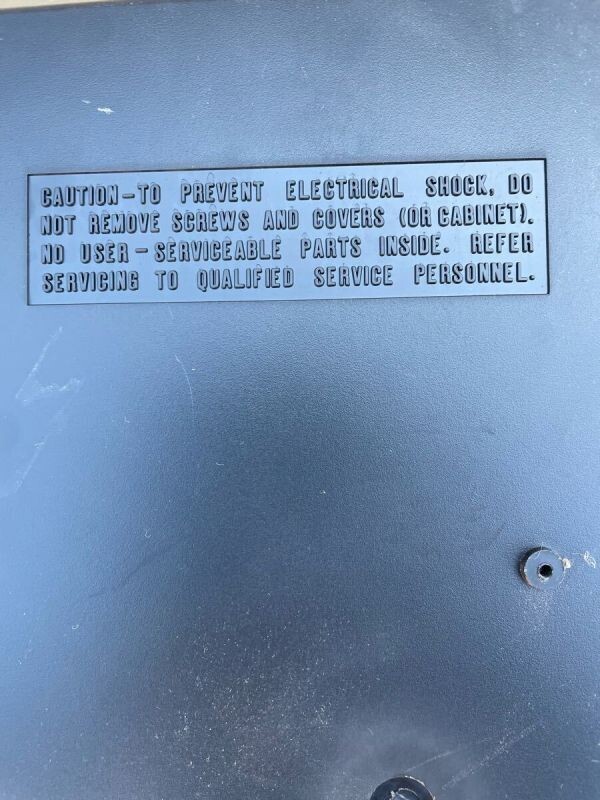 CAUTION-TO PREVENT ELECTRICAL SHOCK, DO
NOT REMOVE SCREWS AND COVERS (OR CABINET).
NO USER-SERVICEABLE PARTS INSIDE. REFER
SERVICING TO QUALIFIED SERVICE PERSONNEL.